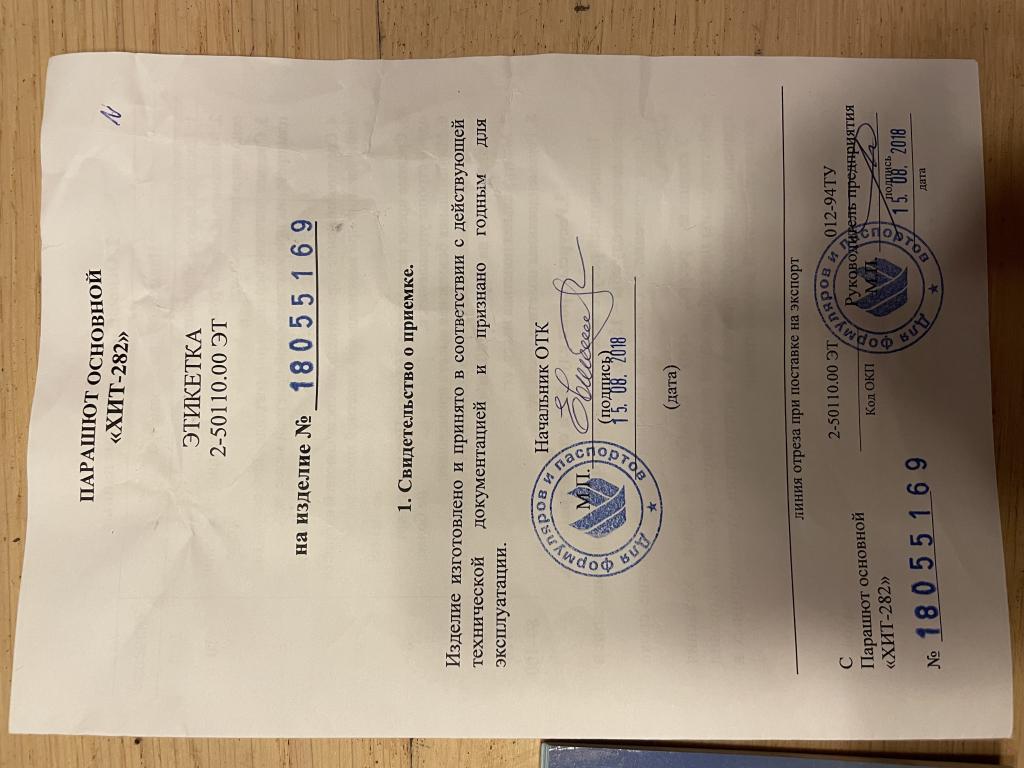 ПАРАШЮТ ОСНОВНОЙ
«ХИТ-282»
ЭТИКЕТКА
2-50110.00 ЭТ
на изделие № 18055169
1. Свидетельство о приемке.
Изделие изготовлено и принято в соответствии с действующей
технической документацией и признано годным для
эксплуатации.
Начальник ОТК
М.П.
(подпись)
15. 08. 2018
(дата)
Для формуляров и паспортов
линия отреза при поставке на экспорт
С 2-50110.00 ЭТ 012-94ТУ
Парашют основной
«ХИТ-282»
Код ОКП
Руководитель предприятия
М.П.
подпись
15. 08. 2018
дата
Для формуляров и паспортов
№ 18055169